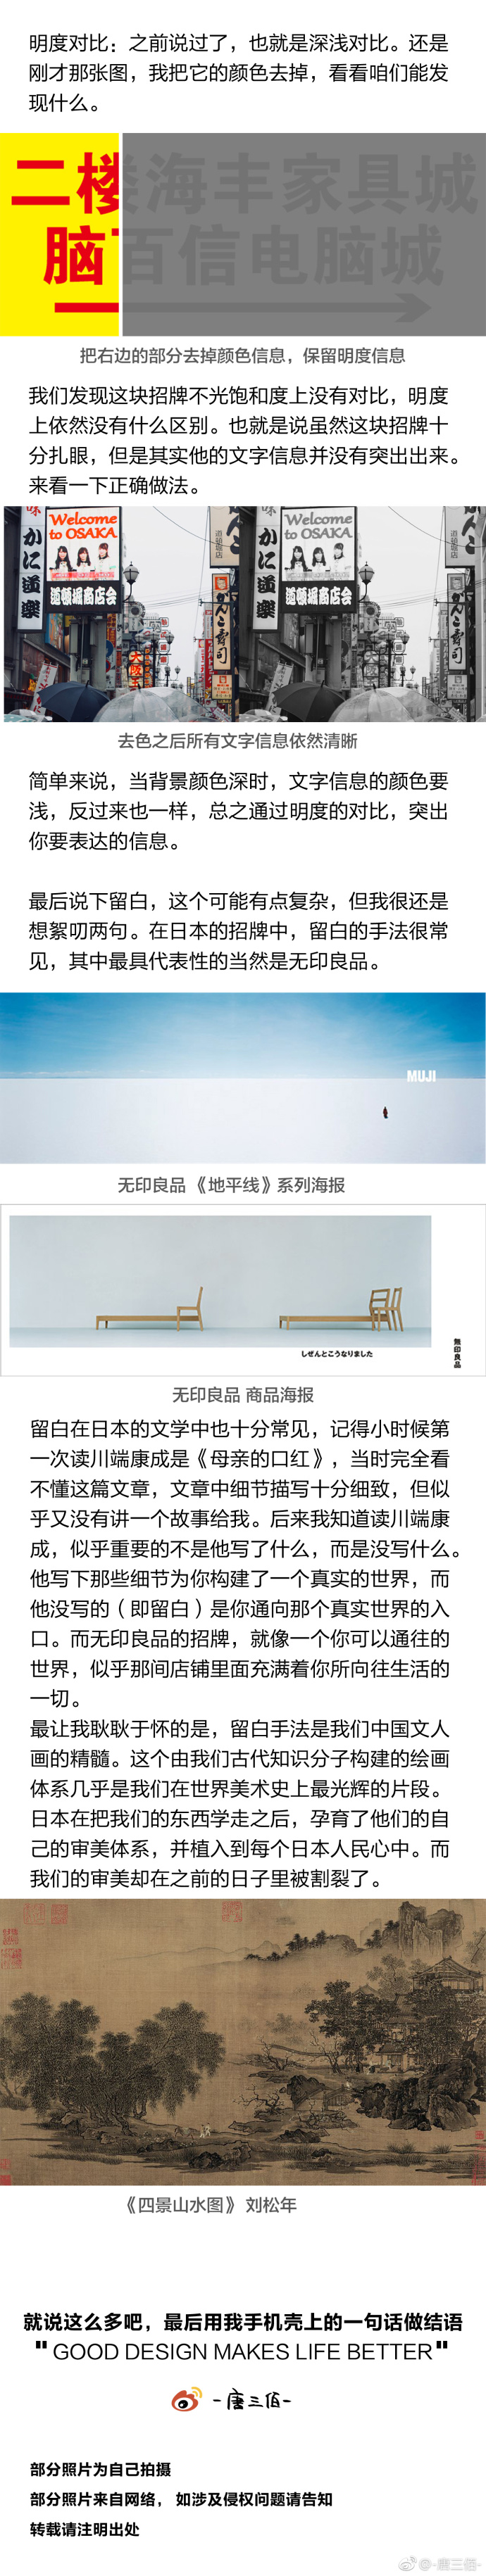 明度对比：之前说过了，也就是深浅对比。还是
刚才那张图，我把它的颜色去掉，看看咱们能发
现什么。
二楼海丰家具城
脑百信电脑城
把右边的部分去掉颜色信息，保留明度信息
我们发现这块招牌不光饱和度上没有对比，明度
上依然没有什么区别。也就是说虽然这块招牌十
分扎眼，但是其实他的文字信息并没有突出出来。
来看一下正确做法。
Welcome
to OSAKA
かに道楽
道頓堀商店会
Welcome
to OSAKA
かに道楽
道頓堀商店会
去色之后所有文字信息依然清晰
简单来说，当背景颜色深时，文字信息的颜色要
浅，反过来也一样，总之通过明度的对比，突出
你要表达的信息。
最后说下留白，这个可能有点复杂，但我很还是
想絮叨两句。在日本的招牌中，留白的手法很常
见，其中最具代表性的当然是无印良品。
MUJI
无印良品 《地平线》系列海报
しぜんとこうなりました
無印良品
无印良品 商品海报
留白在日本的文学中也十分常见，记得小时候第
一次读川端康成是《母亲的口红》，当时完全看
不懂这篇文章，文章中细节描写十分细致，但似
乎又没有讲一个故事给我。后来我知道读川端康
成，似乎重要的不是他写了什么，而是没写什么。
他写下那些细节为你构建了一个真实的世界，而
他没写的（即留白）是你通向那个真实世界的入
口。而无印良品的招牌，就像一个你可以通往的
世界，似乎那间店铺里面充满着你所向往生活的
一切。
最让我耿耿于怀的是，留白手法是我们中国文人
画的精髓。这个由我们古代知识分子构建的绘画
体系几乎是我们在世界美术史上最光辉的片段。
日本在把我们的东西学走之后，孕育了他们的自
己的审美体系，并植入到每个日本人民心中。而
我们的审美却在之前的日子里被割裂了。
《四景山水图》 刘松年
就说这么多吧，最后用我手机壳上的一句话做结语
"GOOD DESIGN MAKES LIFE BETTER"
-唐三佰-
部分照片为自己拍摄
部分照片来自网络， 如涉及侵权问题请告知
转载请注明出处